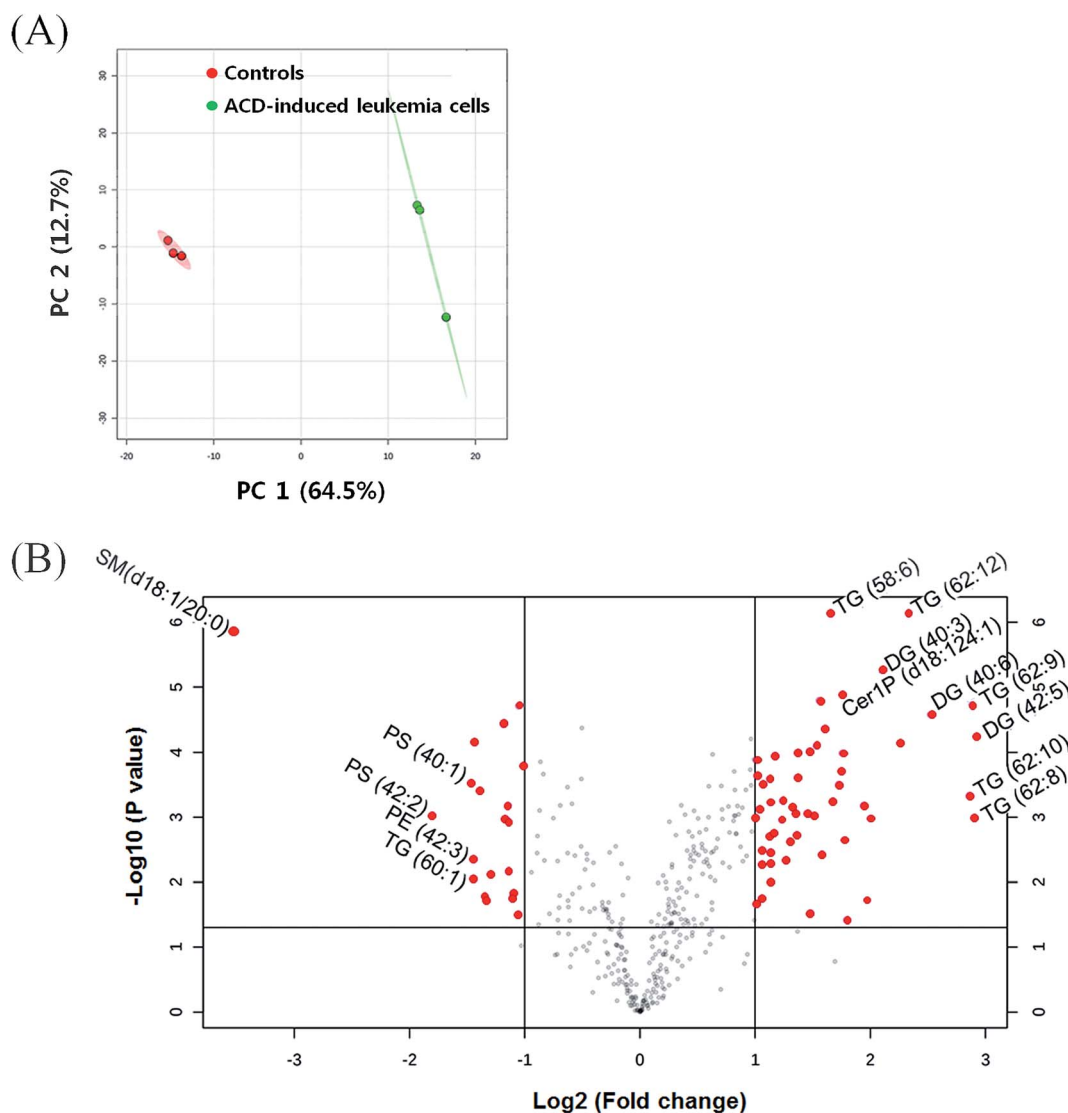 (A)
Controls
ACD-induced leukemia cells
30
20
10
0
-10
-20
-30
PC 2 (12.7%)
-20
-10
0
10
20
PC 1 (64.5%)
(B)
SM(d18:1/20:0)
TG (58:6)
TG (62:12)
DG (40:3)
Cer1P (d18:124:1)
DG (40:6)
TG (62:9)
DG (42:5)
TG (62:10)
TG (62:8)
PS (40:1)
PS (42:2)
PE (42:3)
TG (60:1)
-Log10 (P value)
6
5
4
3
2
1
0
6
5
4
3
2
1
0
-3
-2
-1
0
1
2
3
Log2 (Fold change)